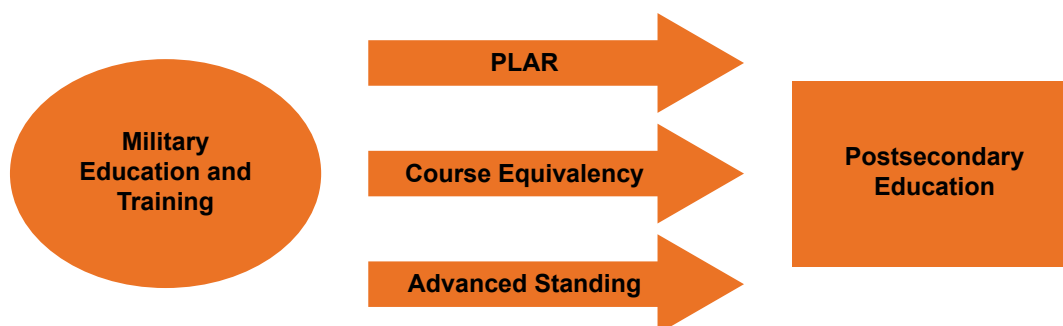 Military
Education and
Training
PLAR
Course Equivalency
Advanced Standing
Postsecondary
Education